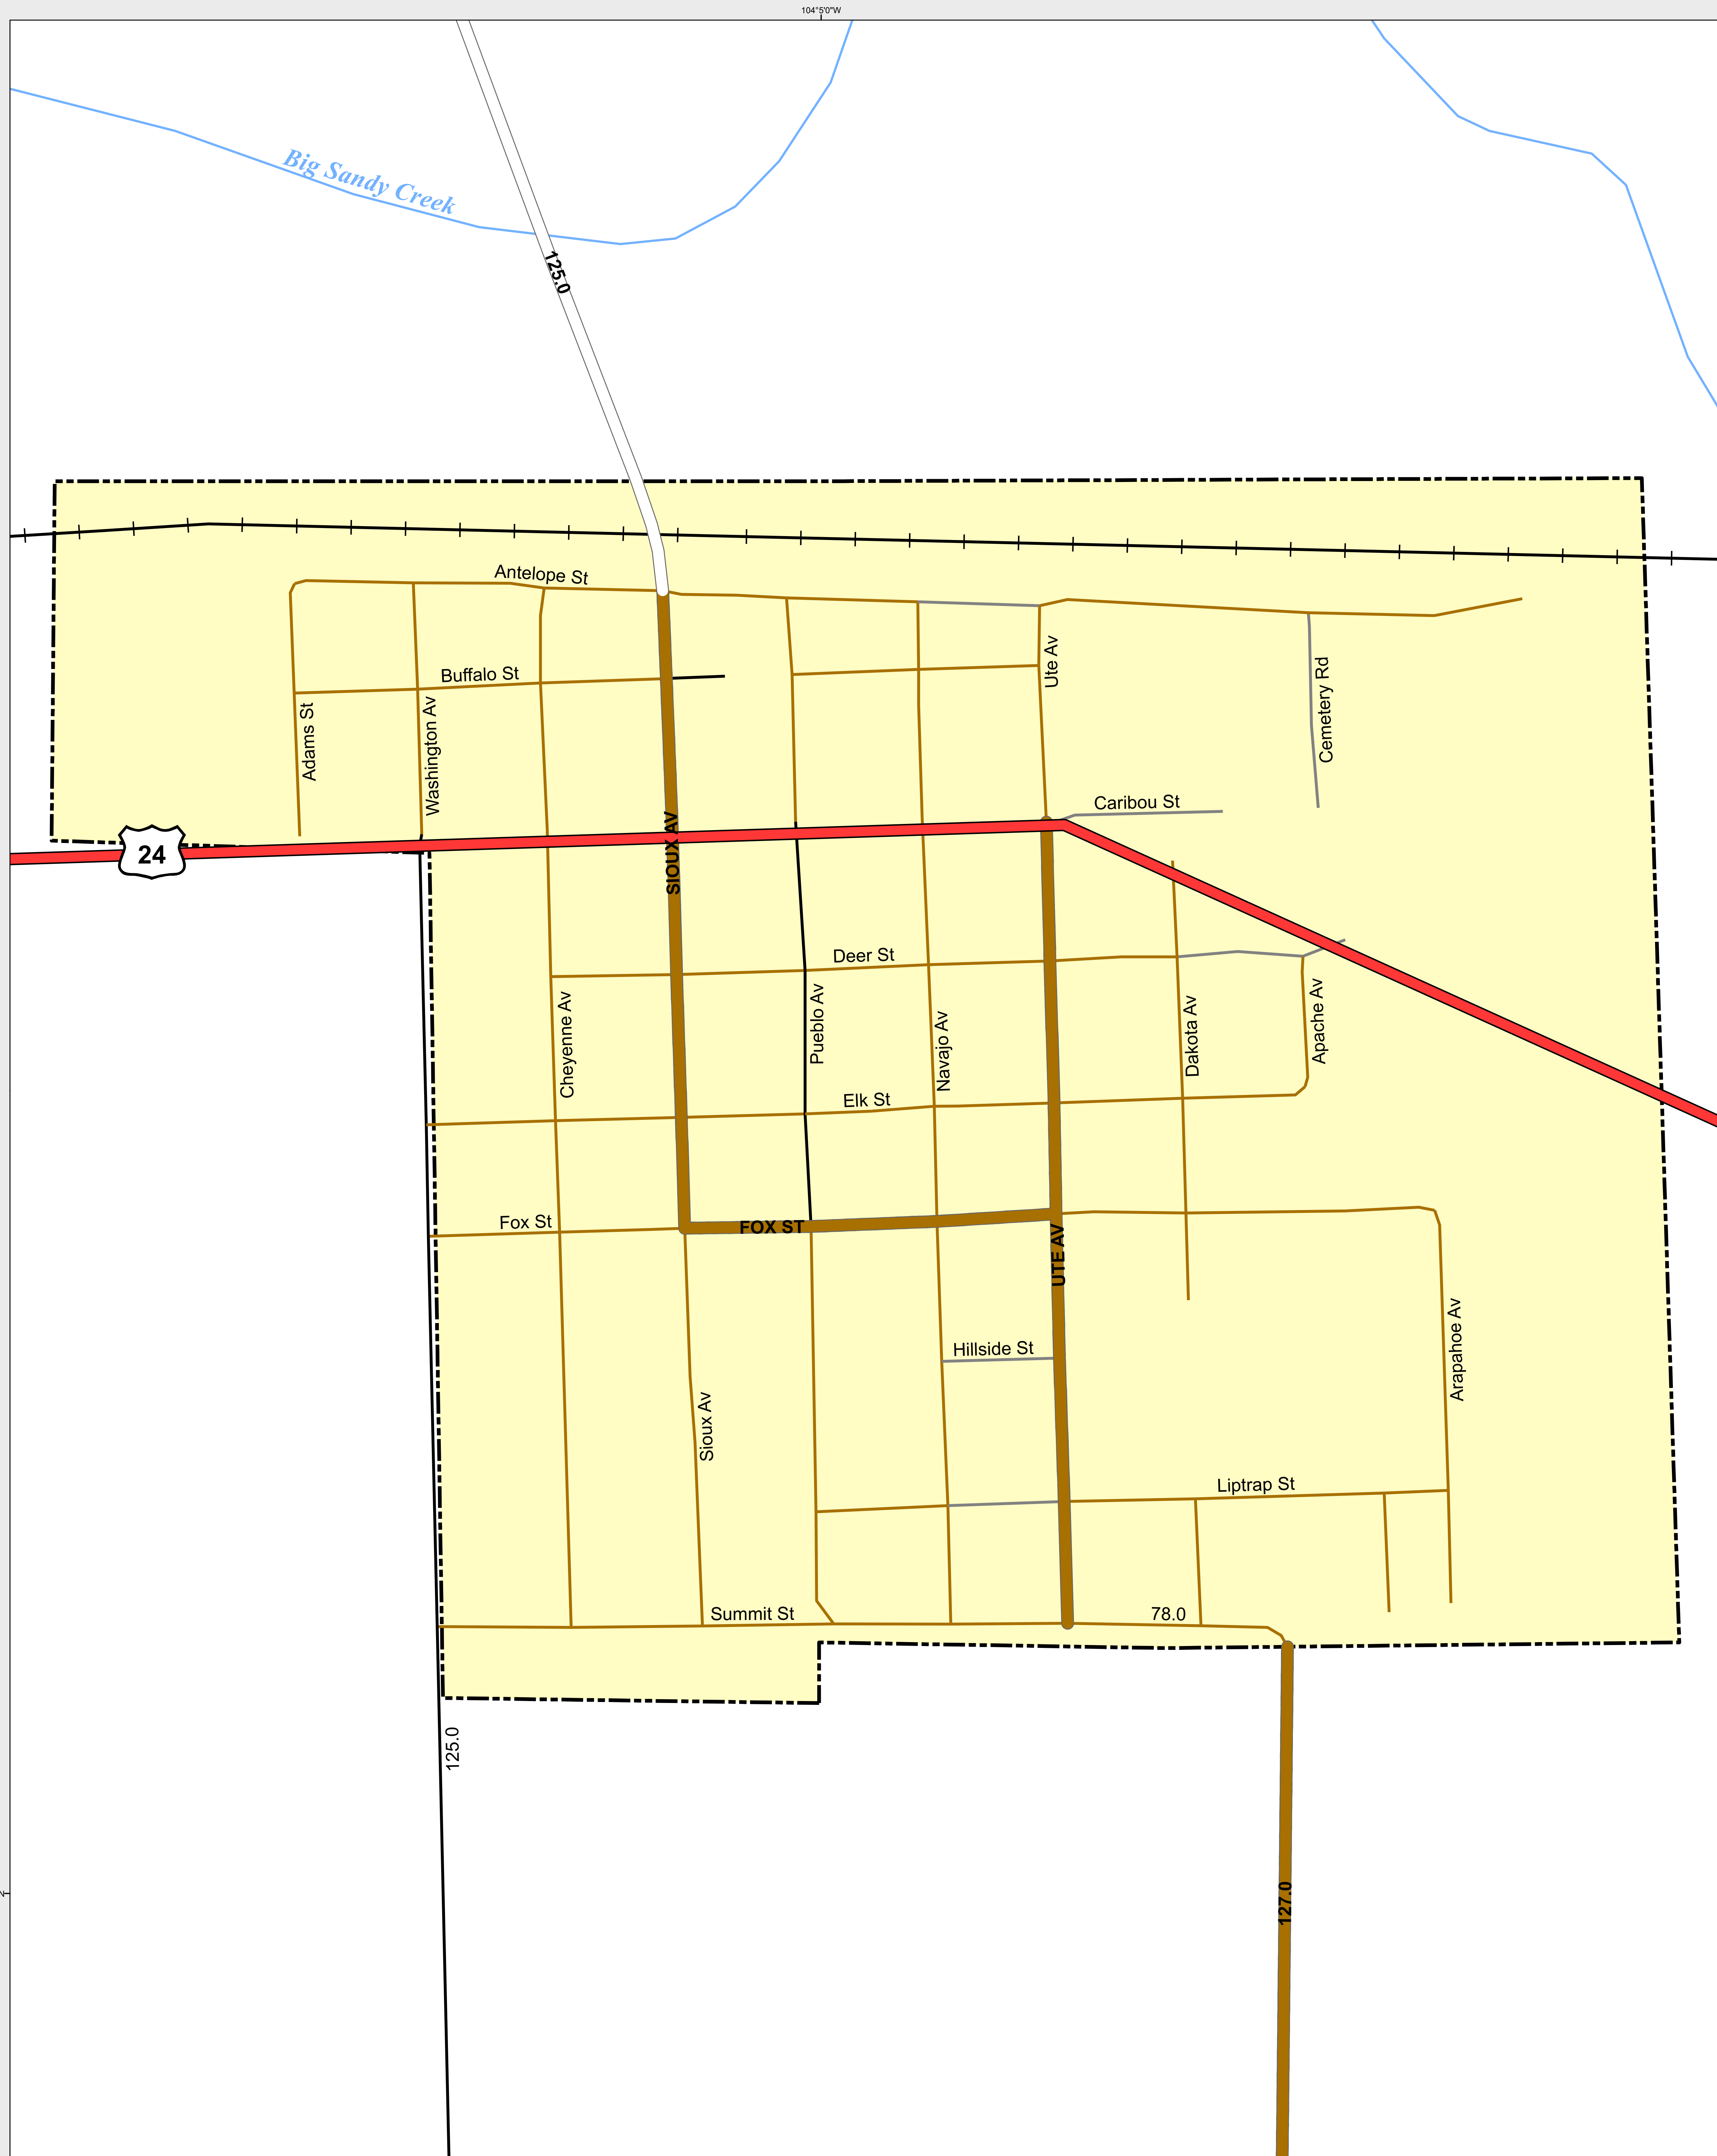 104°5'0"W
Big Sandy Creek
125.0
Antelope St
Buffalo St
Ute Av
Cemetery Rd
Adams St
Washington Av
Caribou St
SIOUX AV
24
Deer St
Pueblo Av
Cheyenne Av
Navajo Av
Dakota Av
Apache Av
Elk St
Fox St
FOX ST
UTE AV
Hillside St
Arapahoe Av
Sioux Av
Liptrap St
Summit St
78.0
125.0
127.0